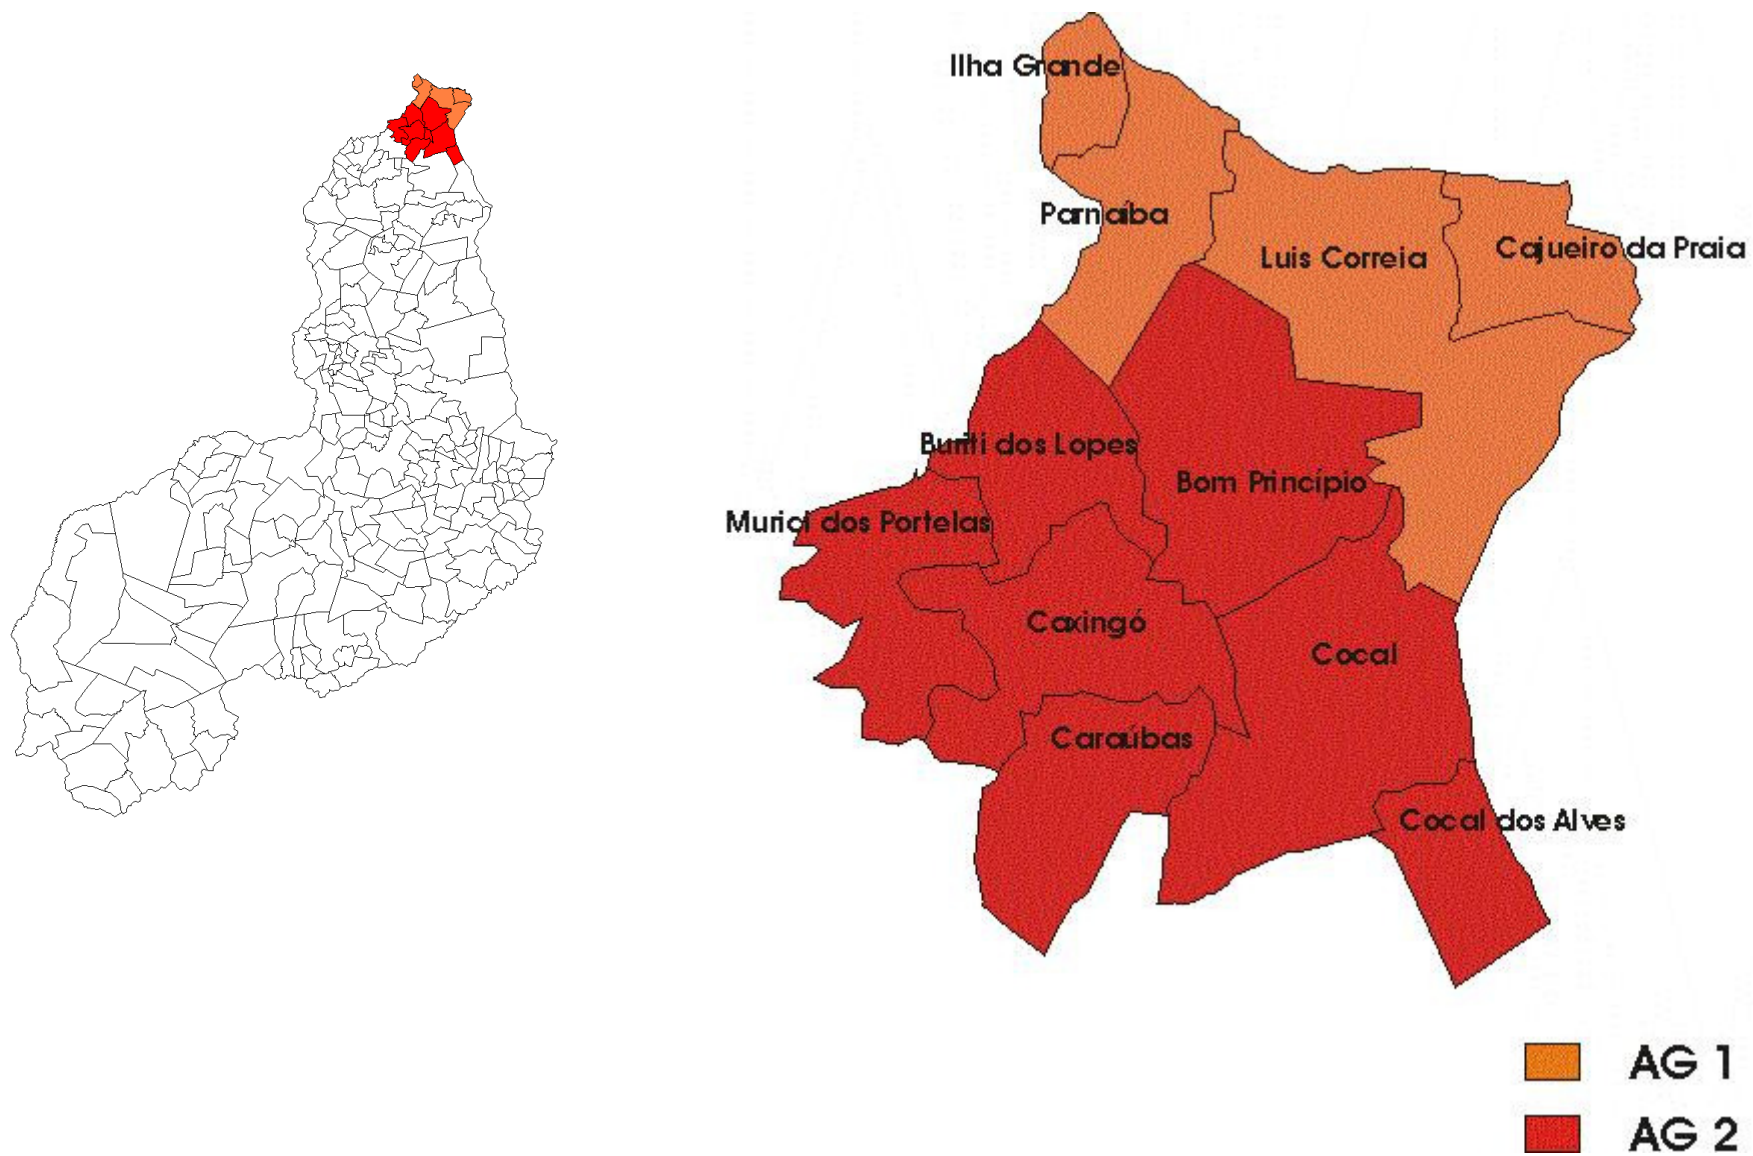 Ilha Grande
Parnaíba
Luis Correia
Cajueiro da Praia
Buriti dos Lopes
Bom Princípio
Murici dos Portelas
Caxingó
Cocal
Caraúbas
Cocal dos Alves
AG 1
AG 2